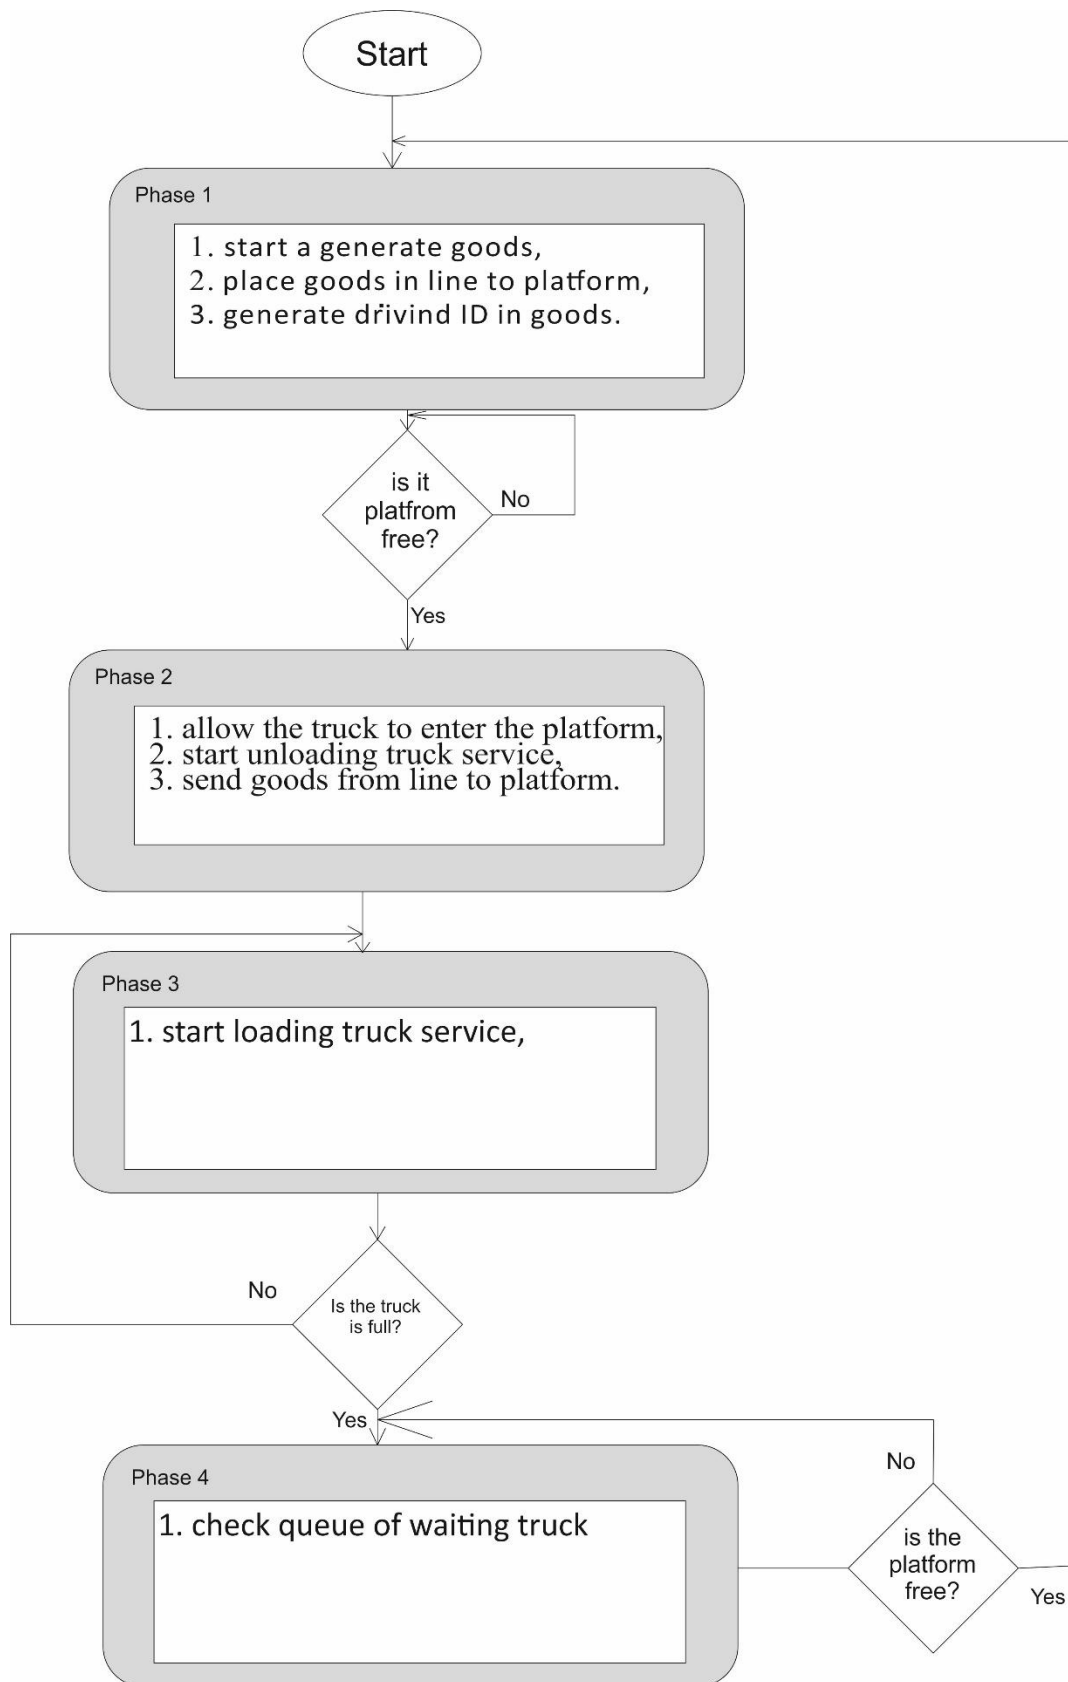 Start
Phase 1
1. start a generate goods,
2. place goods in line to platform,
3. generate drivind ID in goods.
is it
platfrom
free?
No
Yes
Phase 2
1. allow the truck to enter the platform,
2. start unloading truck service,
3. send goods from line to platform.
Phase 3
1. start loading truck service,
No
Is the truck
is full?
Yes
Phase 4
1. check queue of waiting truck
No
is the
platform
free?
Yes